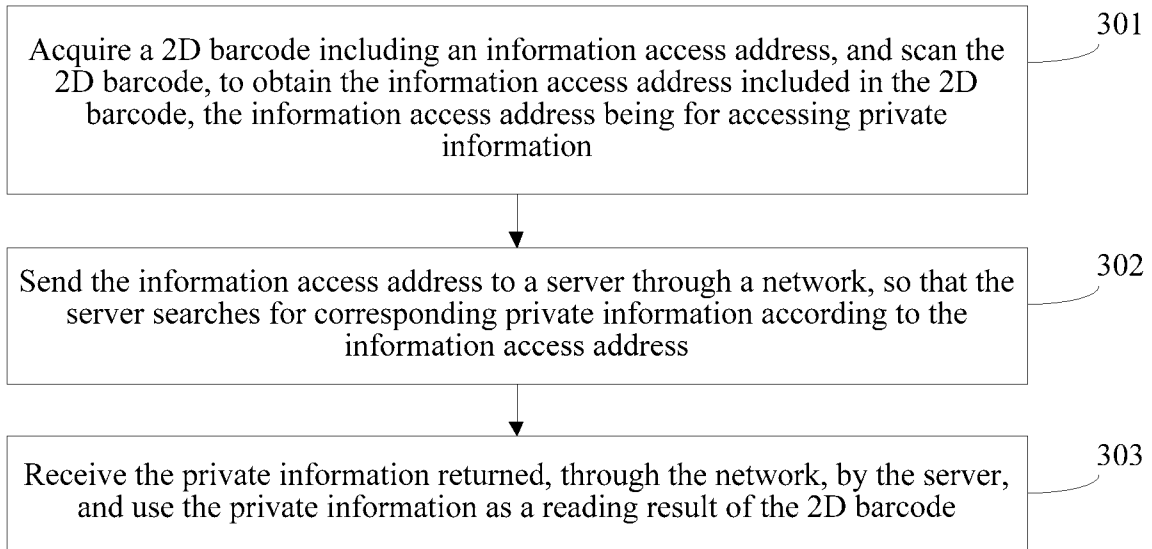 301
Acquire a 2D barcode including an information access address, and scan the
2D barcode, to obtain the information access address included in the 2D
barcode, the information access address being for accessing private
information
302
Send the information access address to a server through a network, so that the
server searches for corresponding private information according to the
information access address
303
Receive the private information returned, through the network, by the server,
and use the private information as a reading result of the 2D barcode